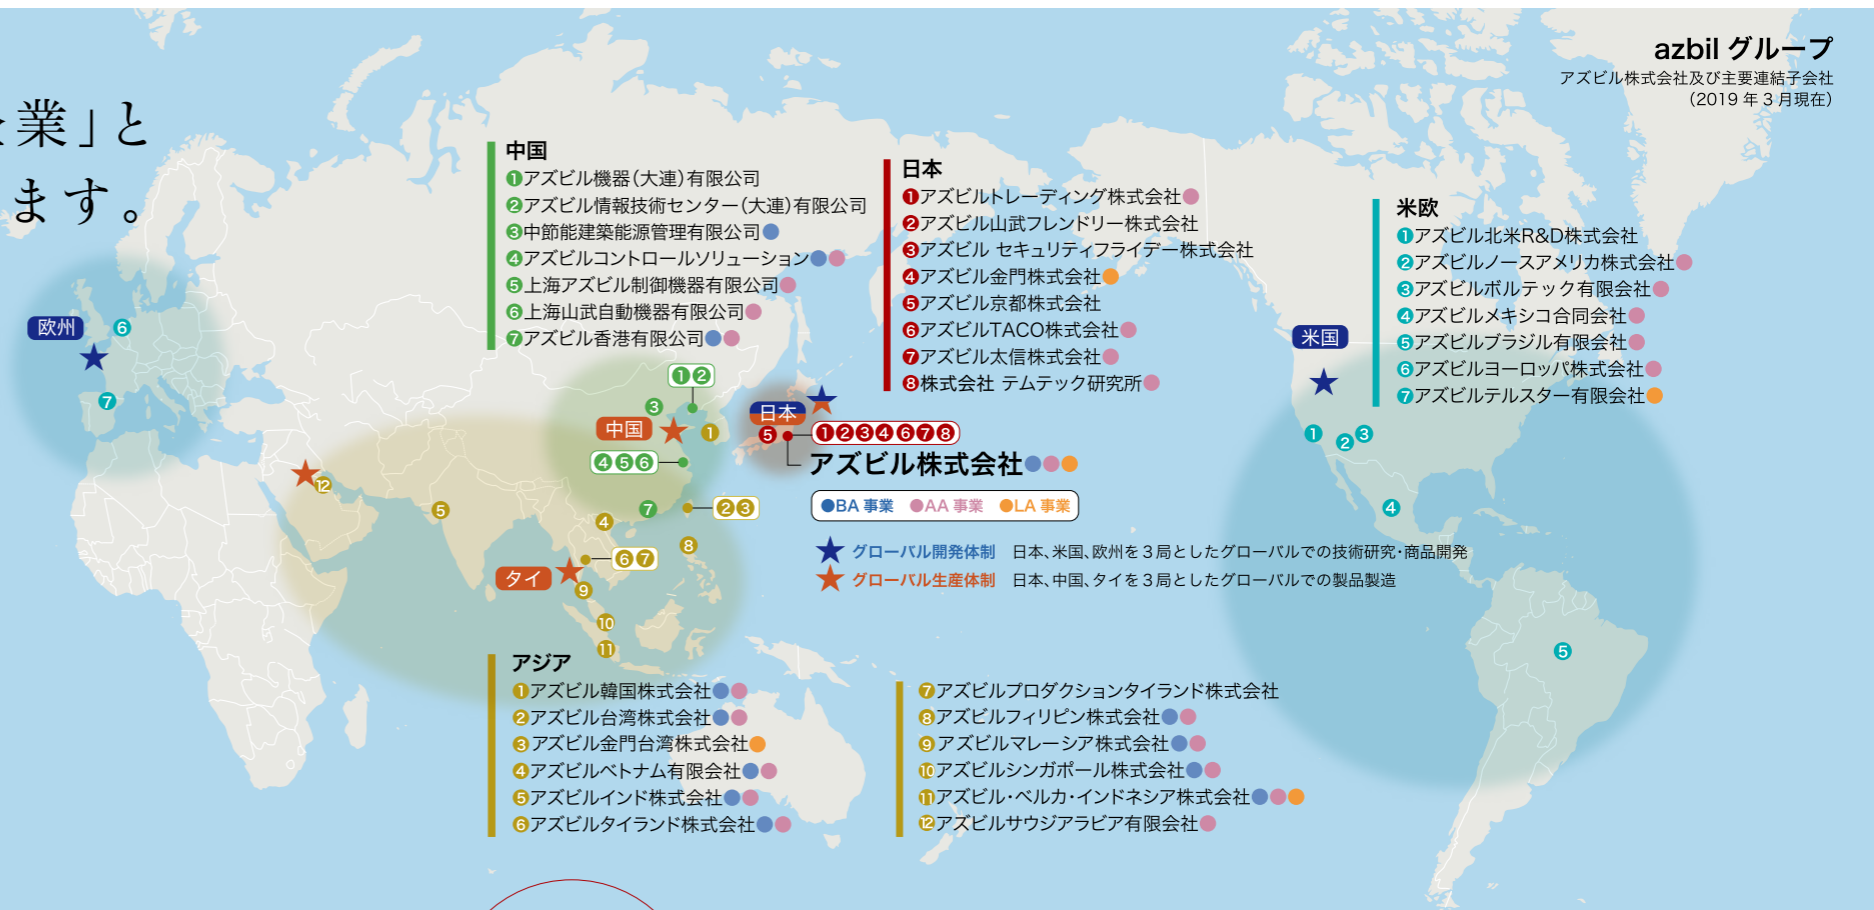 業」と
ます。
azbil グループ
アズビル株式会社及び主要連結子会社
（2019 年 3 月現在）
中国
❶アズビル機器（大連）有限公司
❷アズビル情報技術センター（大連）有限公司
❸中節能建築能源管理有限公司
❹アズビルコントロールソリューション
❺上海アズビル制御機器有限公司
❻上海山武自動機器有限公司
❼アズビル香港有限公司
日本
❶アズビルトレーディング株式会社
❷アズビル山武フレンドリー株式会社
❸アズビル セキュリティフライデー株式会社
❹アズビル金門株式会社
❺アズビル京都株式会社
❻アズビルTACO株式会社
❼アズビル太信株式会社
❽株式会社 テムテック研究所
米欧
❶アズビル北米R&D株式会社
❷アズビルノースアメリカ株式会社
❸アズビルボルテック有限会社
❹アズビルメキシコ合同会社
❺アズビルブラジル有限会社
❻アズビルヨーロッパ株式会社
❼アズビルテルスター有限会社
欧州
❻
❼
❶❷
❸
中国
❶
❹❺❻
❼
❷❸
日本
❺
❶❷❸❹❻❼❽
アズビル株式会社
●BA 事業 ●AA 事業 ●LA 事業
★ グローバル開発体制 日本、米国、欧州を３局としたグローバルでの技術研究・商品開発
★ グローバル生産体制 日本、中国、タイを３局としたグローバルでの製品製造
米国
❶
❷
❸
❹
❺
⓬
❺
❹
❽
❻❼
タイ
❾
❿
⓫
アジア
❶アズビル韓国株式会社
❷アズビル台湾株式会社
❸アズビル金門台湾株式会社
❹アズビルベトナム有限会社
❺アズビルインド株式会社
❻アズビルタイランド株式会社
❼アズビルプロダクションタイランド株式会社
❽アズビルフィリピン株式会社
❾アズビルマレーシア株式会社
❿アズビルシンガポール株式会社
⓫アズビル・ベルカ・インドネシア株式会社
⓬アズビルサウジアラビア有限会社